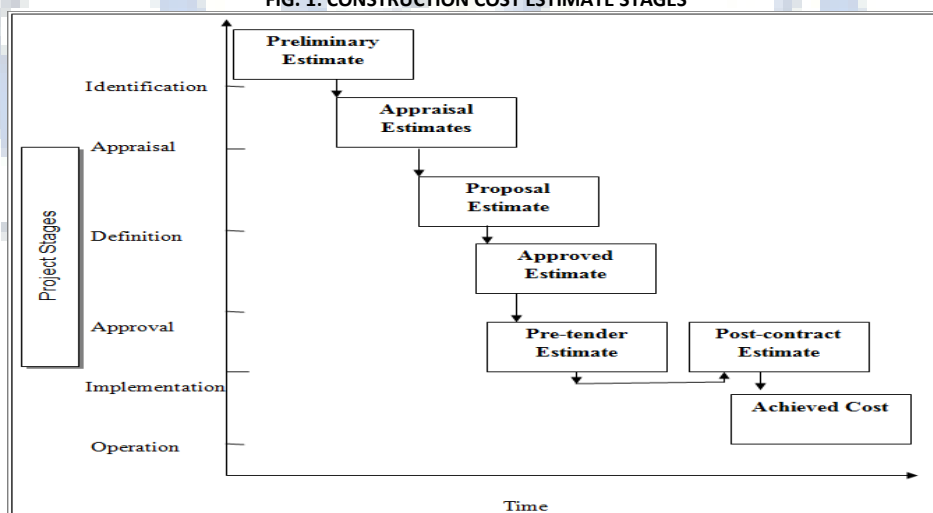 FIG. 1: CONSTRUCTION COST ESTIMATE STAGES
Preliminary
Estimate
Identification
Appraisal
Estimates
Appraisal
Proposal
Estimate
Project Stages
Definition
Approved
Estimate
Approval
Pre-tender
Estimate
Post-contract
Estimate
Implementation
Achieved Cost
Operation
Time